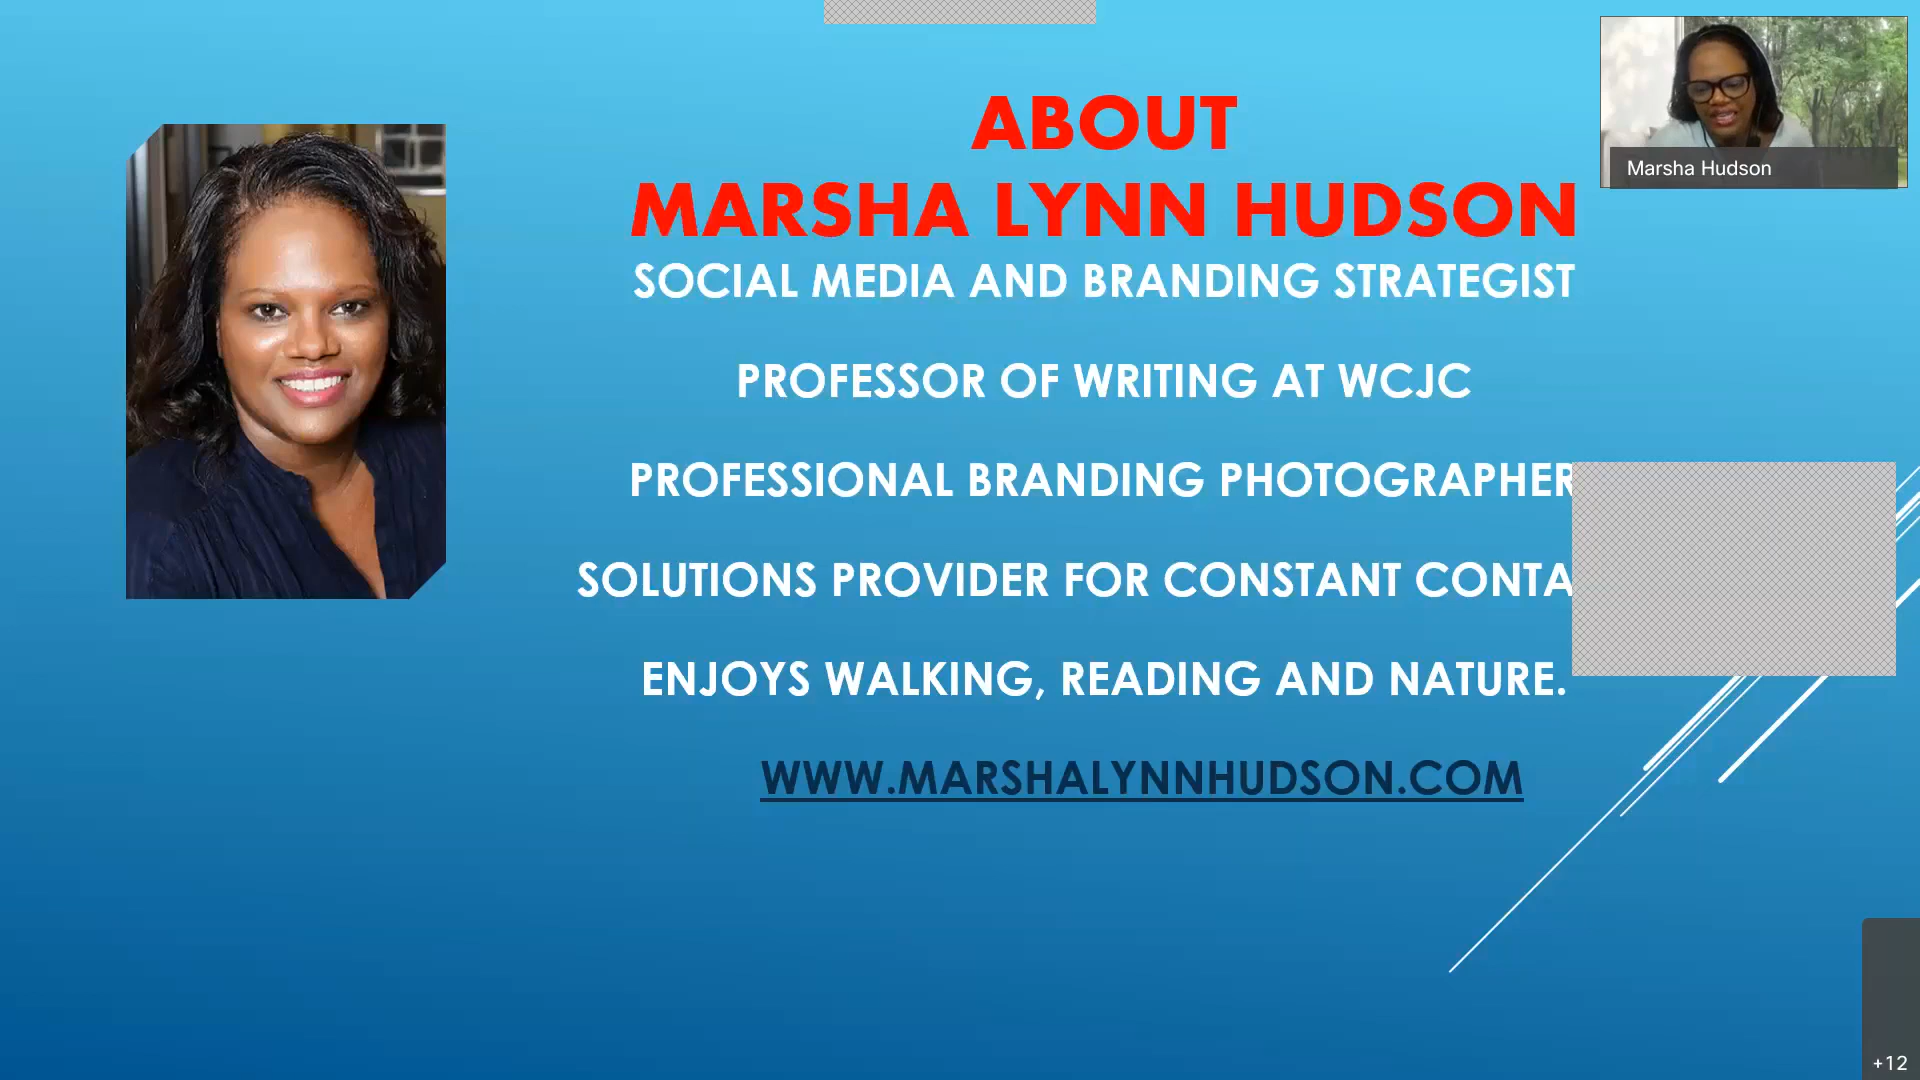 ABOUT
MARSHA LYNN HUDSON
SOCIAL MEDIA AND BRANDING STRATEGIST
PROFESSOR OF WRITING AT WCJC
PROFESSIONAL BRANDING PHOTOGRAPHER
SOLUTIONS PROVIDER FOR CONSTANT
ENJOYS WALKING, READING AND NATURE.
WWW.MARSHALYNNHUDSON.COM
Marsha Hudson
+12